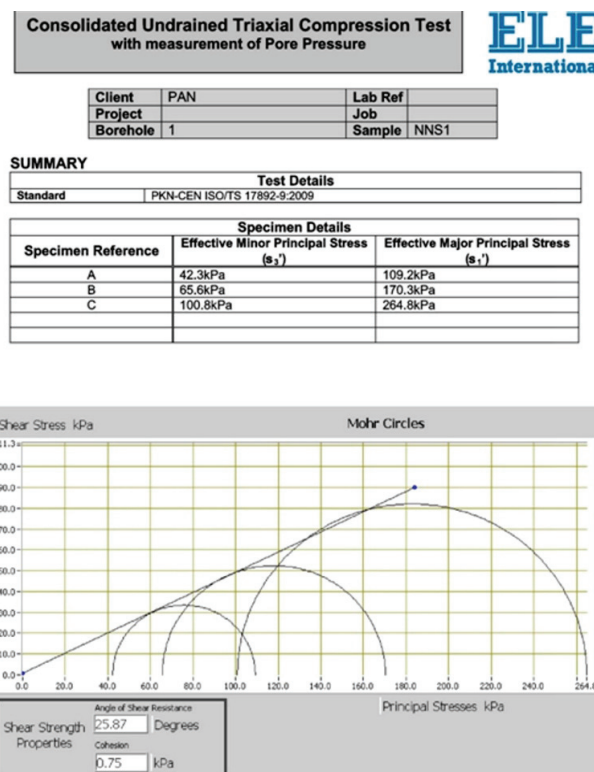 Consolidated Undrained Triaxial Compression Test
with measurement of Pore Pressure
ELE
Internationa
Client PAN Lab Ref
Project Job
Borehole 1 Sample NNS1
SUMMARY
Test Details
Standard PKN-CEN ISO/TS 17892-9:2009
Specimen Details
Specimen Reference Effective Minor Principal Stress (s₃') Effective Major Principal Stress (s₁')
A 42.3kPa 109.2kPa
B 65.6kPa 170.3kPa
C 100.8kPa 264.8kPa
Shear Stress kPa Mohr Circles
11.3
00.0
90.0
80.0
70.0
60.0
50.0
40.0
30.0
20.0
10.0
0.0
0.0 20.0 40.0 60.0 80.0 100.0 120.0 140.0 160.0 180.0 200.0 220.0 240.0 264.
Principal Stresses kPa
Shear Strength Properties
Angle of Shear Resistance
25.87 Degrees
Cohesion
0.75 kPa